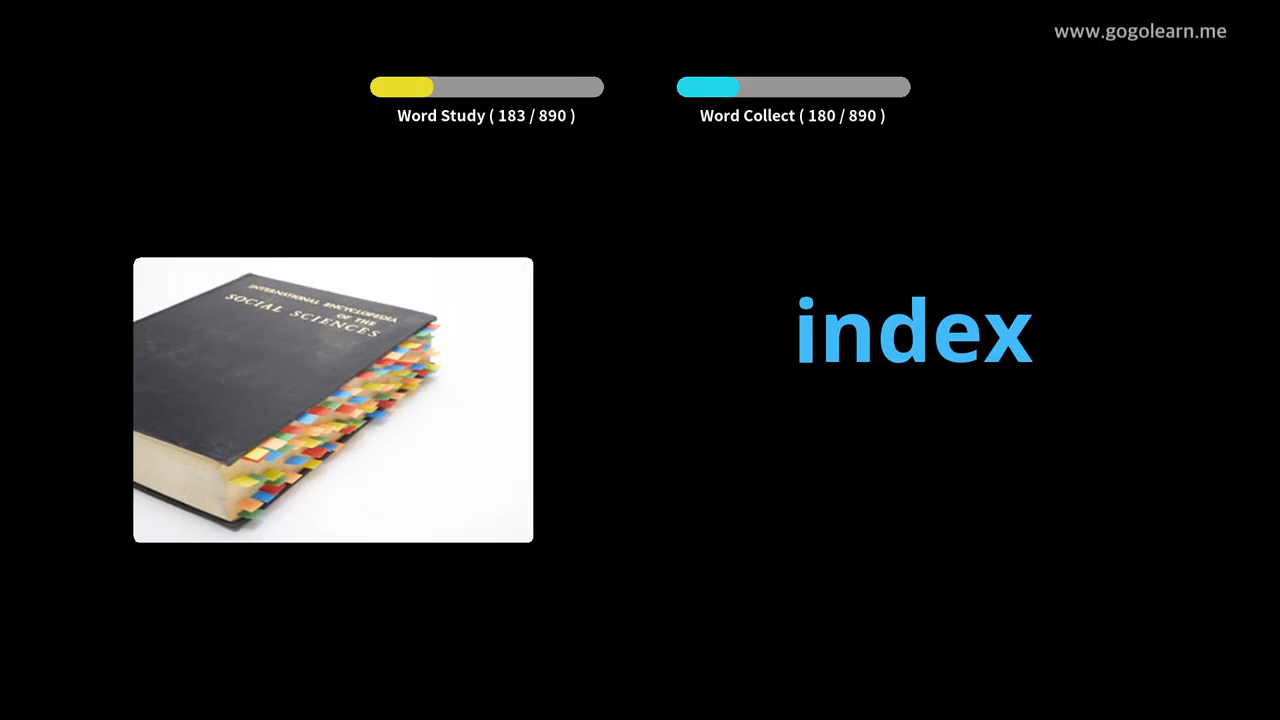 www.gogolearn.me
Word Study ( 183 / 890 )
Word Collect ( 180 / 890 )
INTERNATIONAL ENCYCLOPEDIA
OF THE
SOCIAL SCIENCES
index